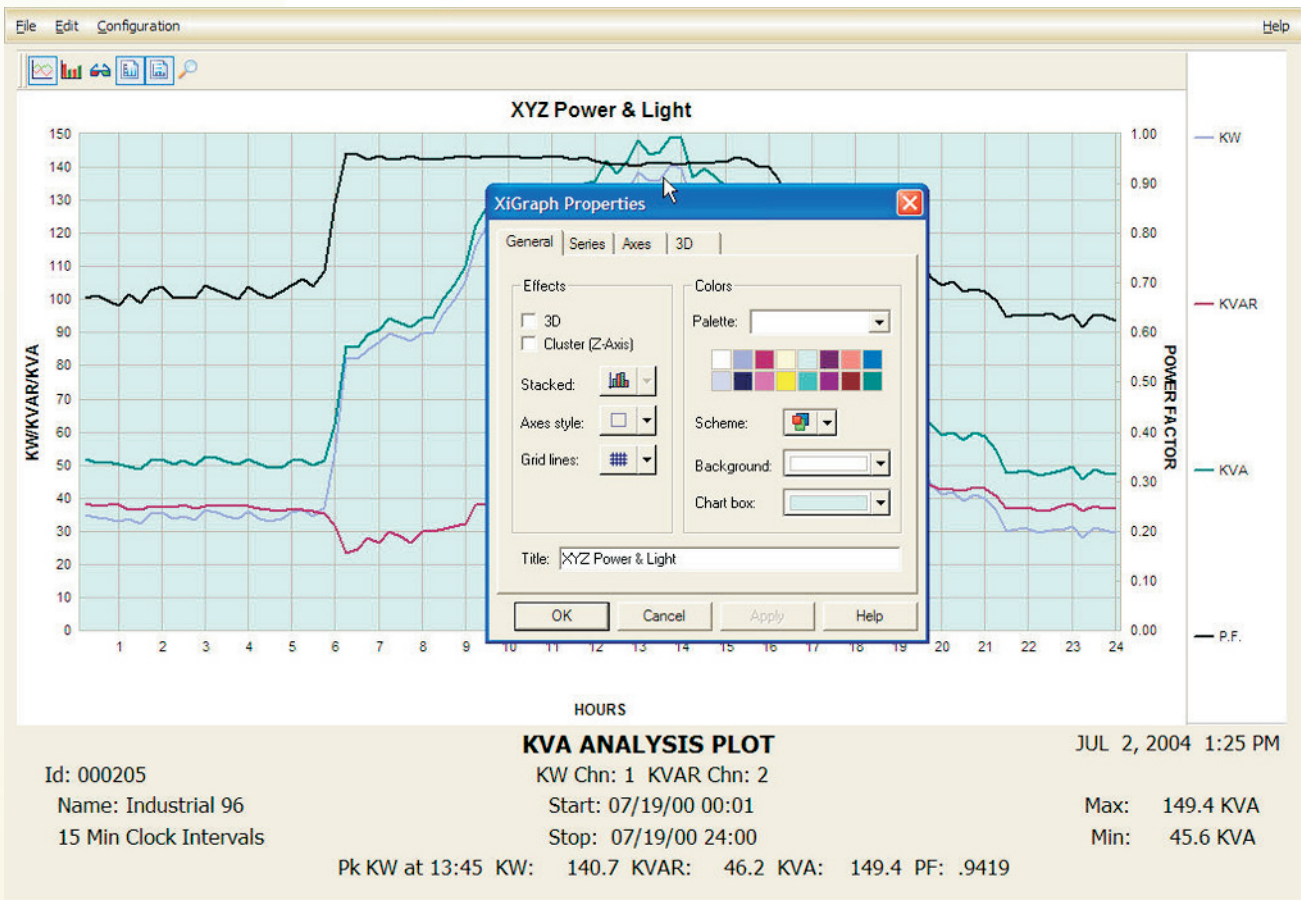 File Edit Configuration Help
XYZ Power & Light
150
140
130
120
110
100
90
80
70
60
50
40
30
20
10
0
KW/KVAR/KVA
1.00
0.90
0.80
0.70
0.60
0.50
0.40
0.30
0.20
0.10
0.00
POWER FACTOR
1 2 3 4 5 6 7 8 9 10 11 12 13 14 15 16 17 18 19 20 21 22 23 24
HOURS
KW
KVAR
KVA
P.F.
XiGraph Properties
General Series Axes 3D
Effects
3D
Cluster (Z-Axis)
Stacked:
Axes style:
Grid lines:
Colors
Palette:
Scheme:
Background:
Chart box:
Title: XYZ Power & Light
OK Cancel Apply Help
KVA ANALYSIS PLOT JUL 2, 2004 1:25 PM
Id: 000205 KW Chn: 1 KVAR Chn: 2
Name: Industrial 96 Start: 07/19/00 00:01 Max: 149.4 KVA
15 Min Clock Intervals Stop: 07/19/00 24:00 Min: 45.6 KVA
Pk KW at 13:45 KW: 140.7 KVAR: 46.2 KVA: 149.4 PF: .9419